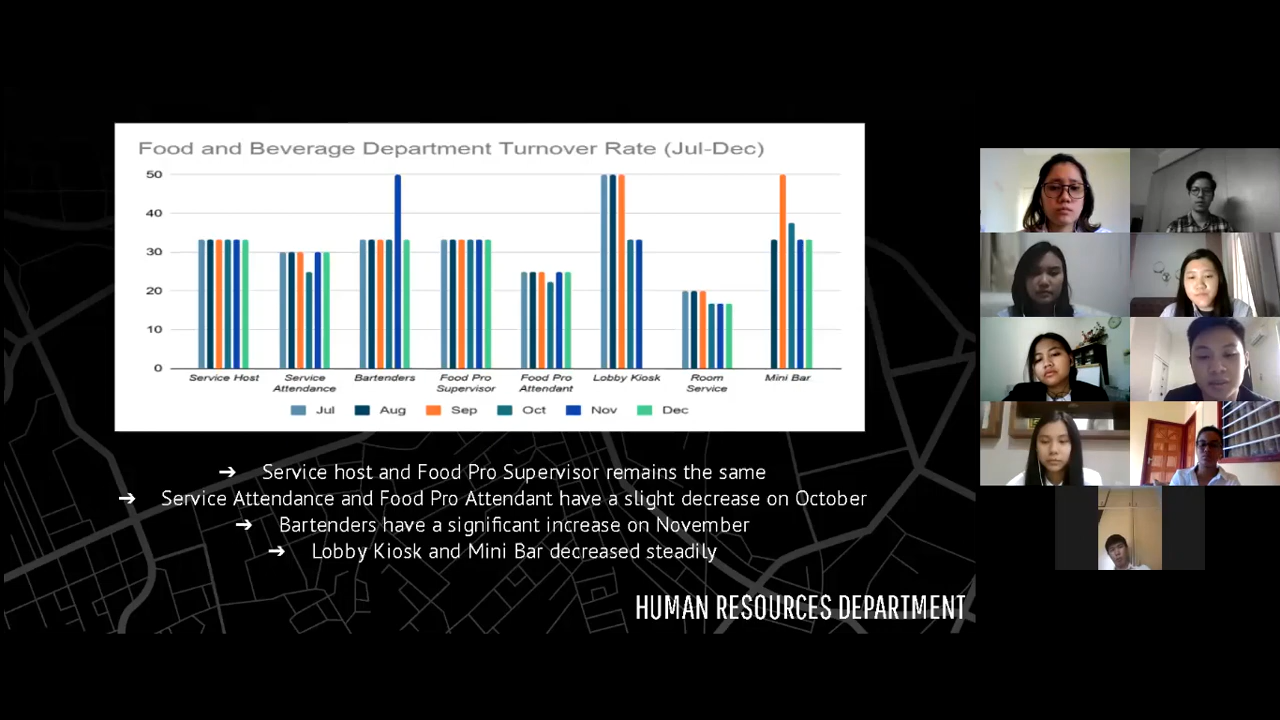 Food and Beverage Department Turnover Rate (Jul-Dec)
50
40
30
20
10
0
Service Host
Service
Attendance
Bartenders
Food Pro
Supervisor
Food Pro
Attendant
Lobby Kiosk
Room
Service
Mini Bar
Jul Aug Sep Oct Nov Dec
➔ Service host and Food Pro Supervisor remains the same
➔ Service Attendance and Food Pro Attendant have a slight decrease on October
➔ Bartenders have a significant increase on November
➔ Lobby Kiosk and Mini Bar decreased steadily
HUMAN RESOURCES DEPARTMENT